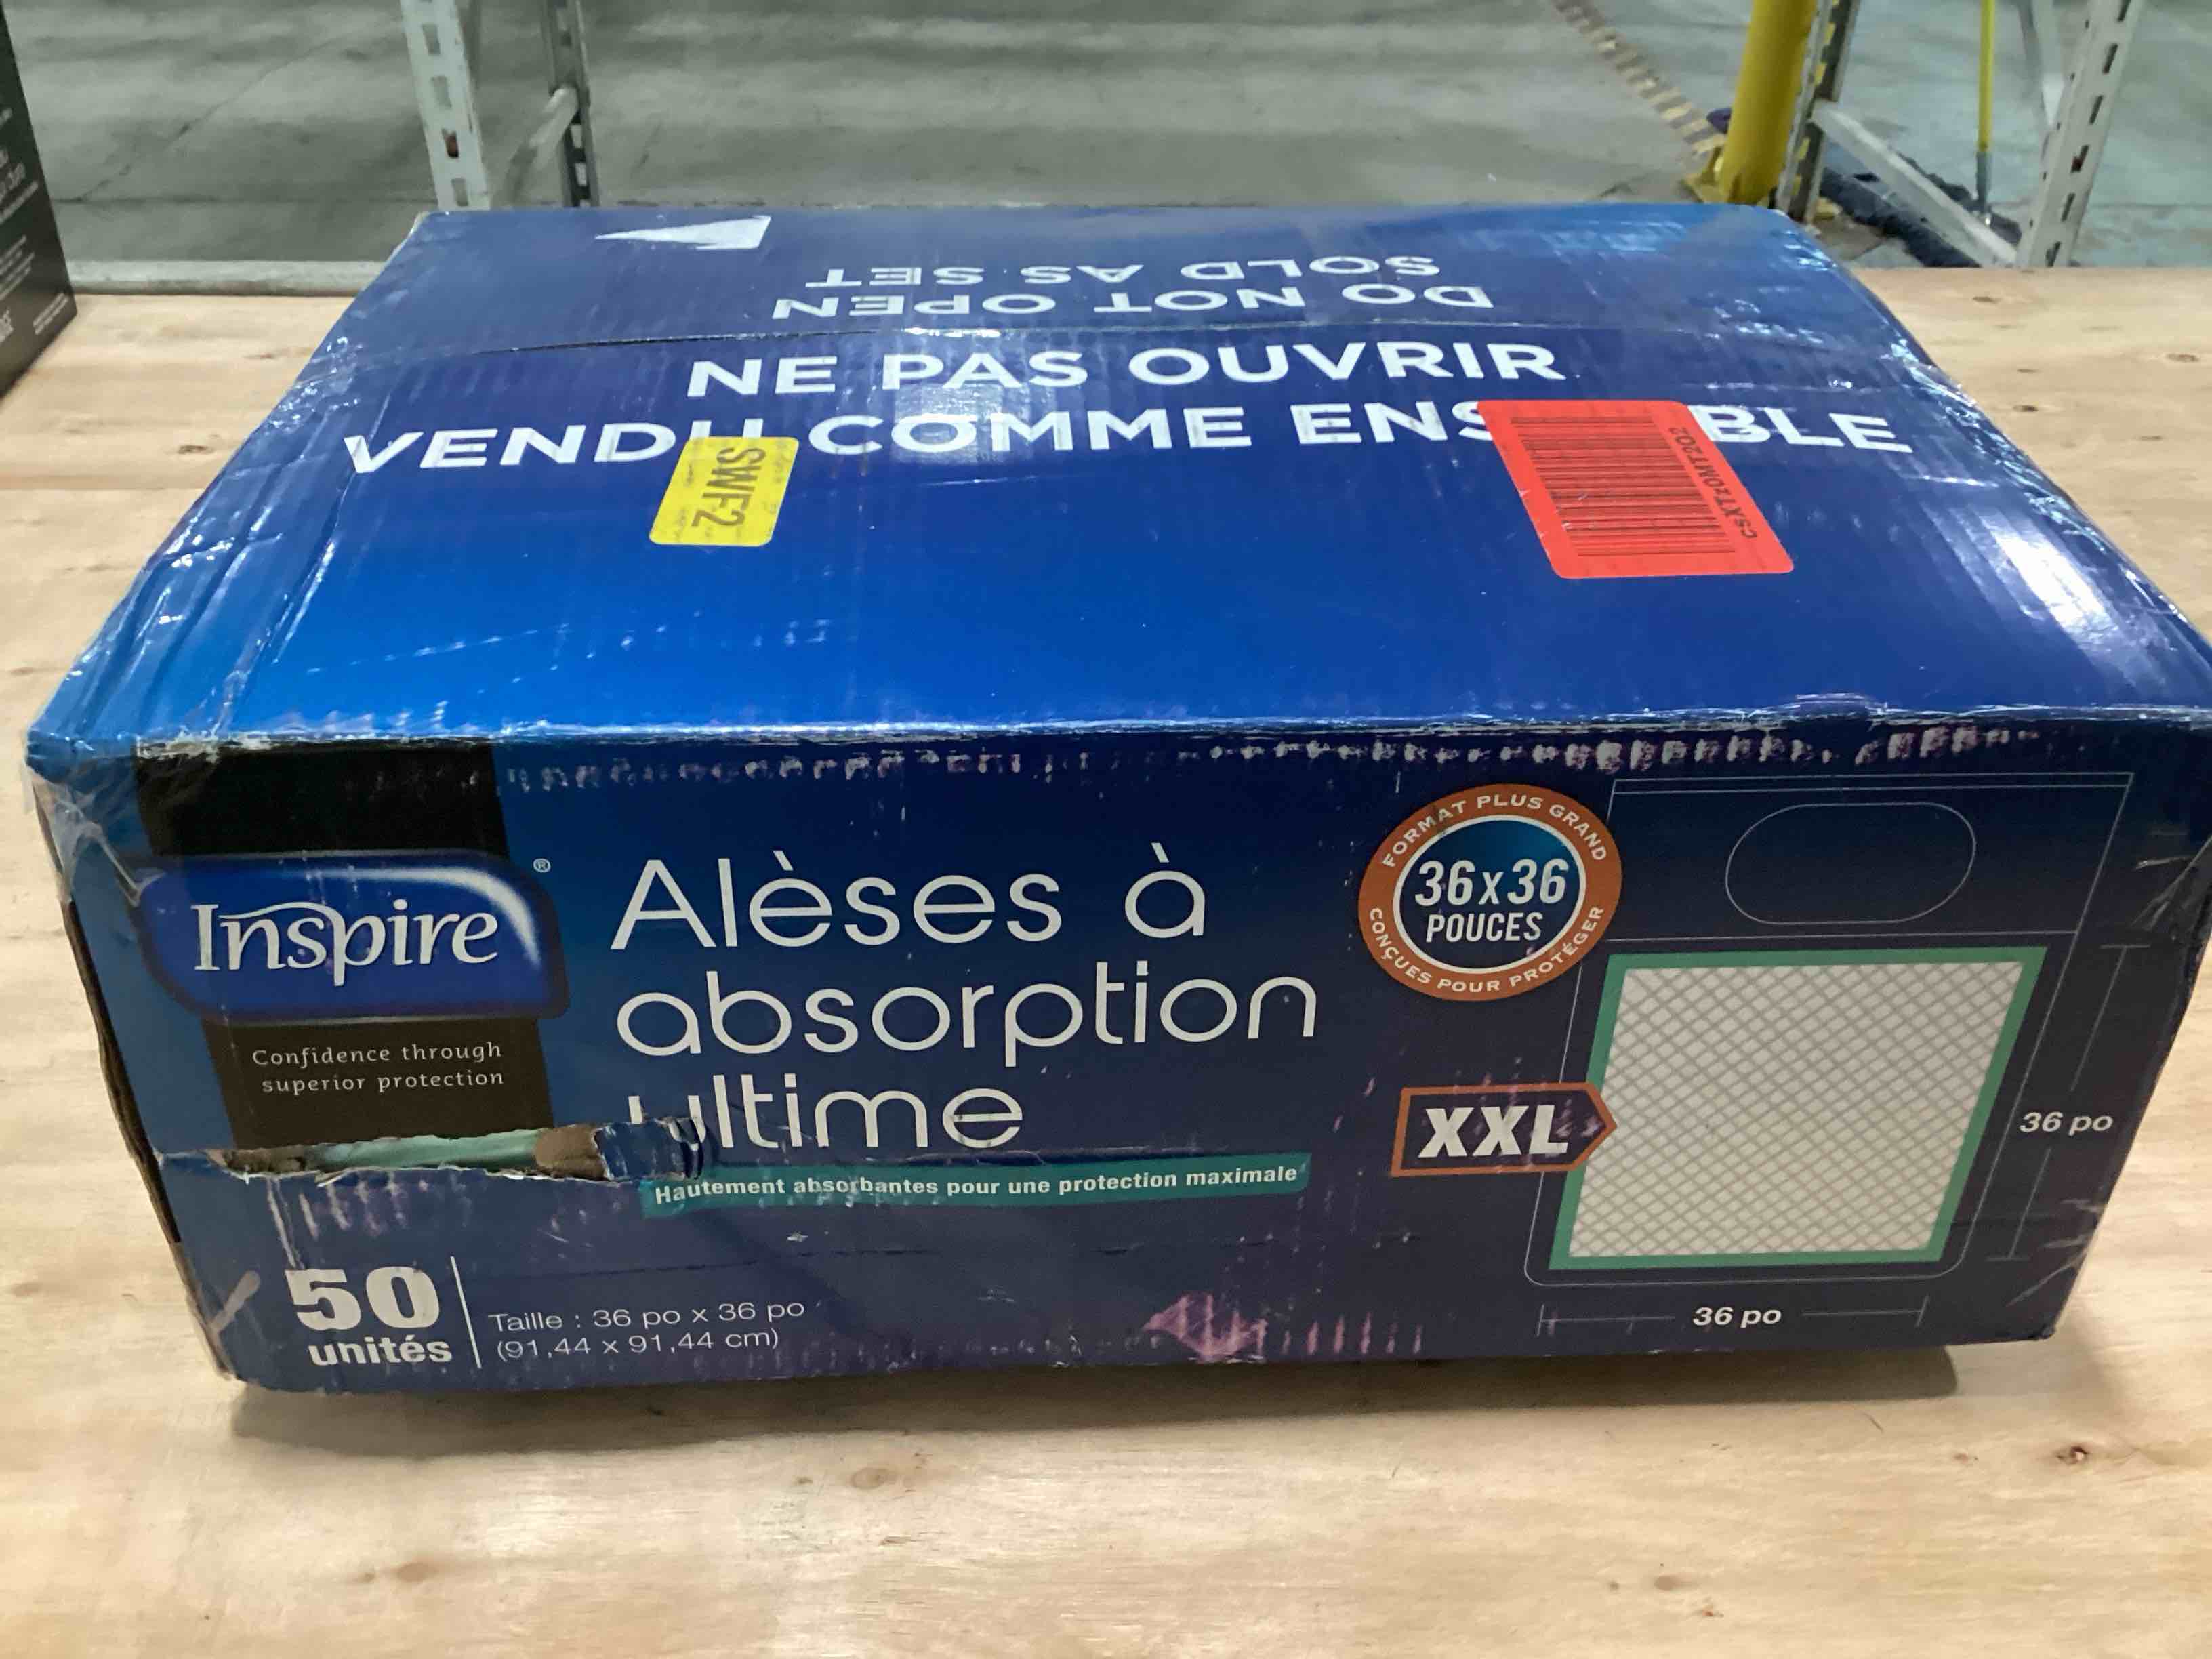 SOLD AS SET
DO NOT OPEN
NE PAS OUVRIR
VENDU COMME ENS BLE
SWF2
CsXTz0MT2O2
Inspire®
Confidence through
superior protection
Alèses à
absorption
ultime
Hautement absorbantes pour une protection maximale
50
unités
Taille : 36 po x 36 po
(91,44 x 91,44 cm)
FORMAT PLUS GRAND
36x36
POUCES
CONÇUES POUR PROTÉGER
XXL
36 po
36 po